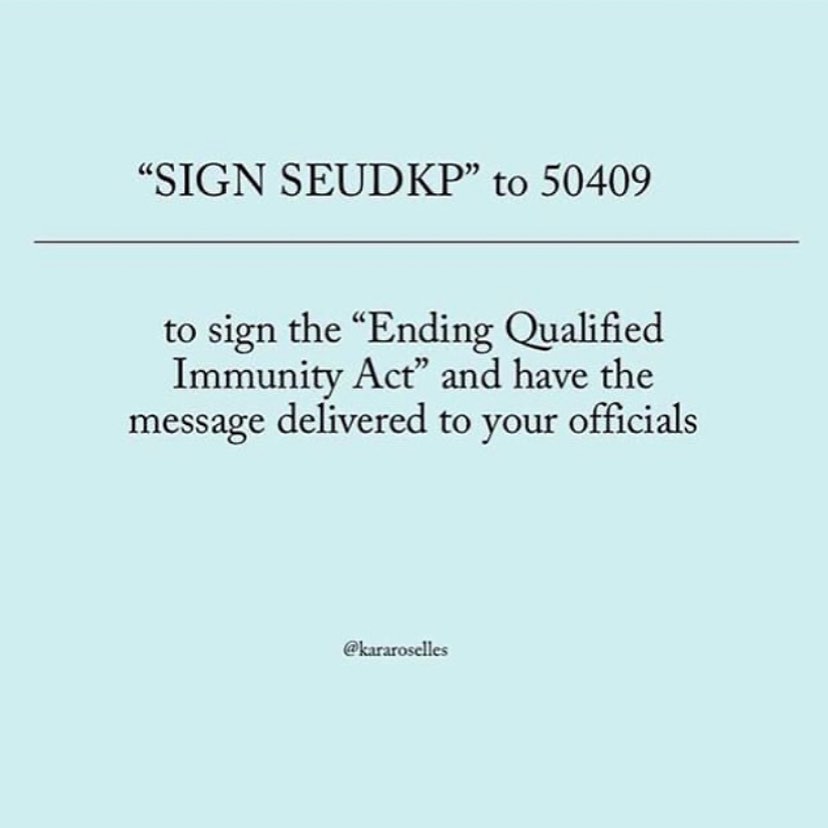 “SIGN SEUDKP” to 50409
to sign the “Ending Qualified
Immunity Act” and have the
message delivered to your officials
@kararoselles